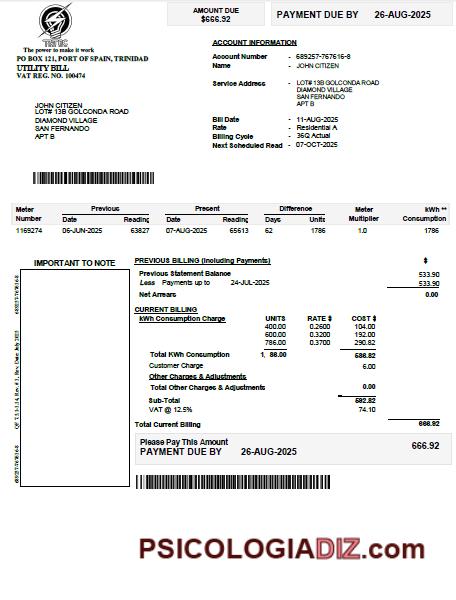 AMOUNT DUE
$666.92
PAYMENT DUE BY 26-AUG-2025
The power to make it work
PO BOX 121, PORT OF SPAIN, TRINIDAD
UTILITY BILL
VAT REG. NO. 100474
ACCOUNT INFORMATION
Account Number - 689257-767616-8
Name - JOHN CITIZEN
Service Address - LOT# 13B GOLCONDA ROAD
DIAMOND VILLAGE
SAN FERNANDO
APT B
JOHN CITIZEN
LOT# 13B GOLCONDA ROAD
DIAMOND VILLAGE
SAN FERNANDO
APT B
Bill Date - 11-AUG-2025
Rate - Residential A
Billing Cycle - 36Q Actual
Next Scheduled Read - 07-OCT-2025
Meter Previous Present Difference Meter kWh **
Number Date Reading Date Reading Days Units Multiplier Consumption
1169274 06-JUN-2025 63827 07-AUG-2025 65613 62 1786 1.0 1786
IMPORTANT TO NOTE
PREVIOUS BILLING (Including Payments) $
Previous Statement Balance 533.90
Less Payments up to 24-JUL-2025 533.90
Net Arrears 0.00
CURRENT BILLING
kWh Consumption Charge UNITS RATE $ COST $
400.00 0.2600 104.00
600.00 0.3200 192.00
786.00 0.3700 290.82
Total KWh Consumption 1, 86.00 586.82
Customer Charge 6.00
Other Charges & Adjustments
Total Other Charges & Adjustments 0.00
Sub-Total 592.82
VAT @ 12.5% 74.10
Total Current Billing 666.92
Please Pay This Amount 666.92
PAYMENT DUE BY 26-AUG-2025
689257-767616-8
689257-767616-8
PSICOLOGIADIZ.com